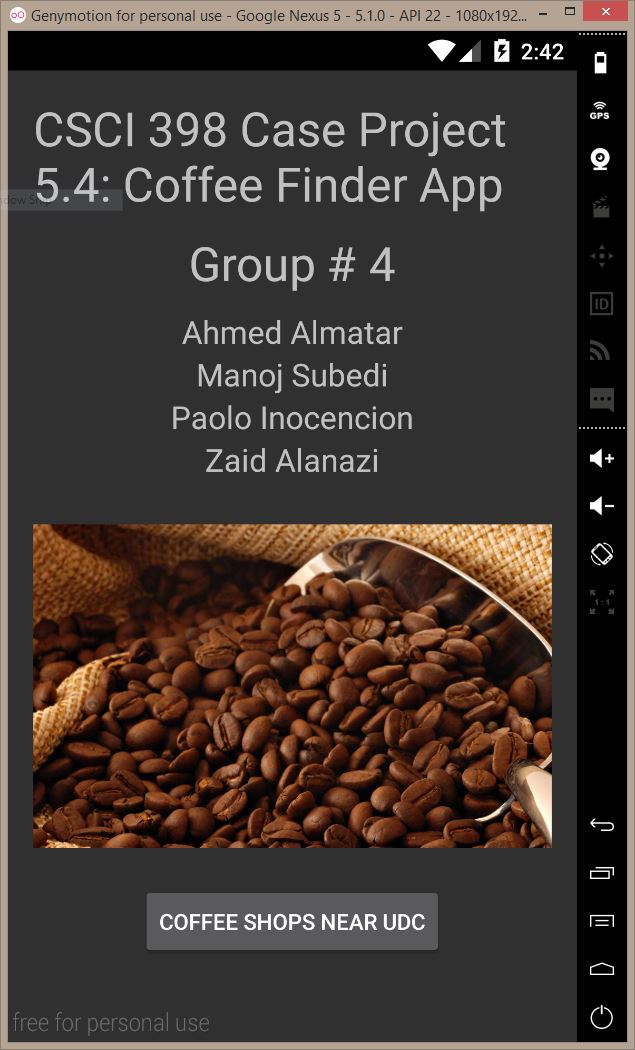 Genymotion for personal use - Google Nexus 5 - 5.1.0 - API 22 - 1080x192...
2:42
GPS
CSCI 398 Case Project
5.4: Coffee Finder App
Group # 4
Ahmed Almatar
Manoj Subedi
Paolo Inocencion
Zaid Alanazi
ID
1:1
COFFEE SHOPS NEAR UDC
free for personal use